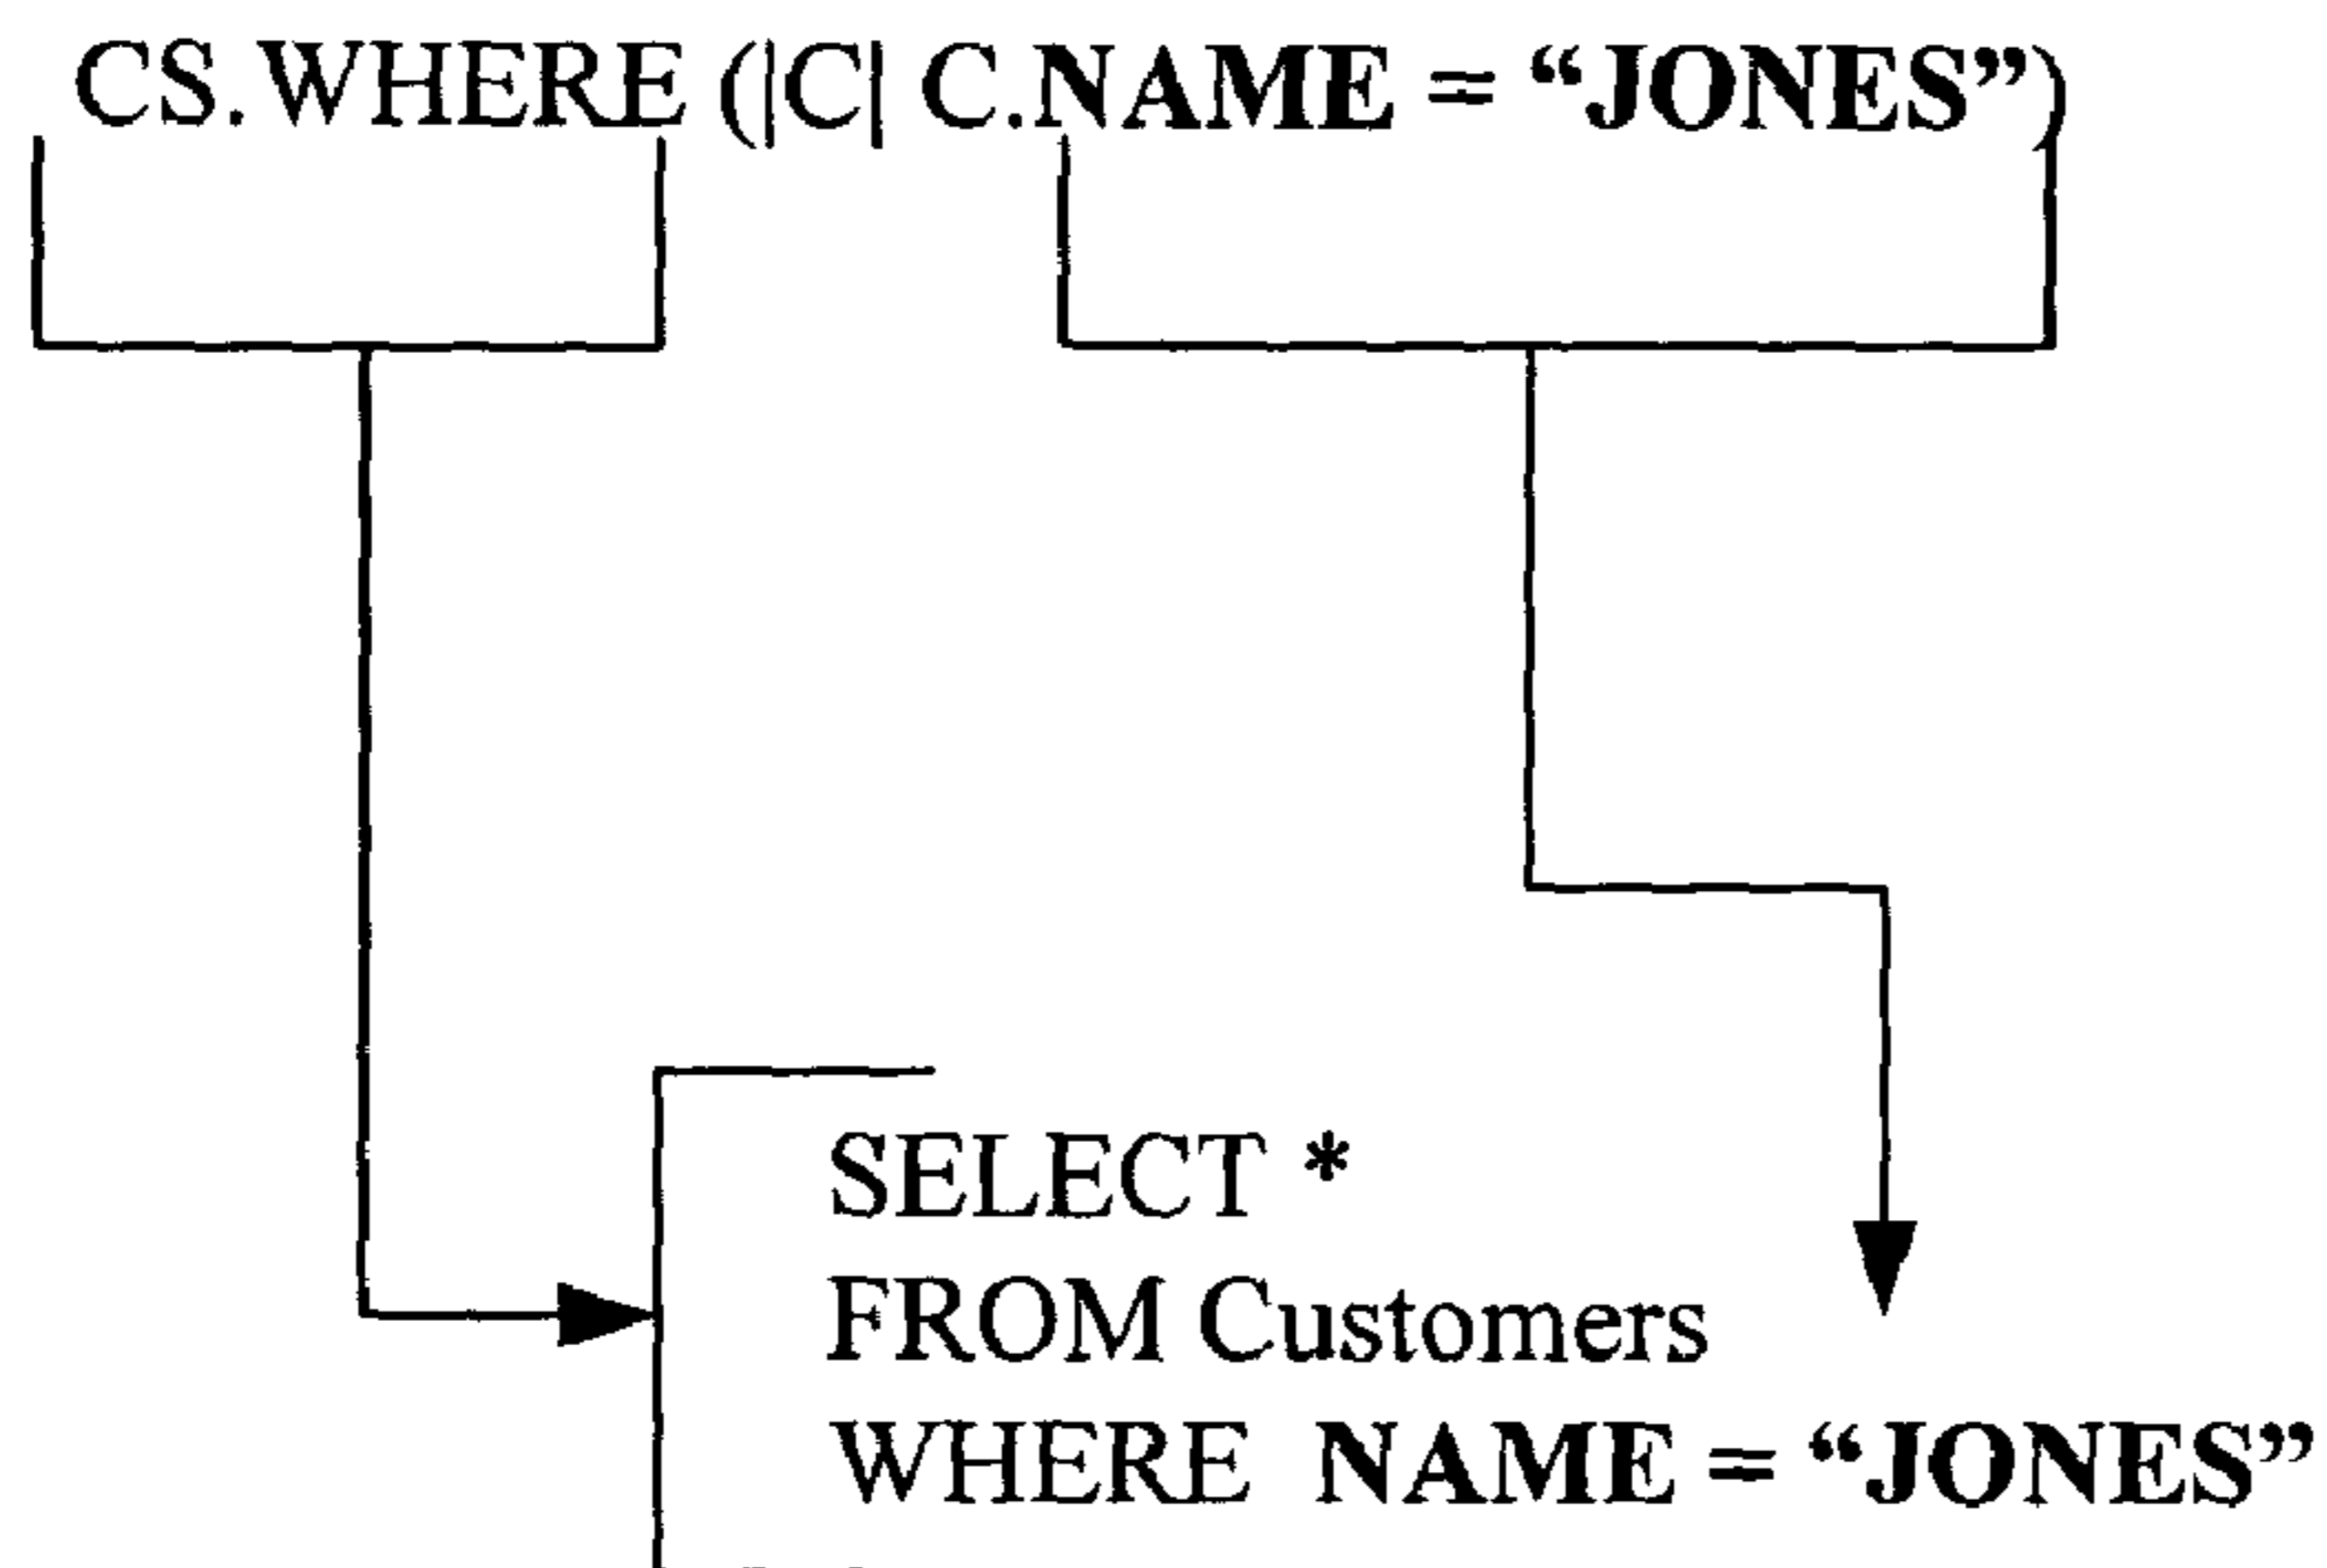 CS.WHERE (|C| C.NAME = “JONES”)
SELECT *
FROM Customers
WHERE NAME = “JONES”